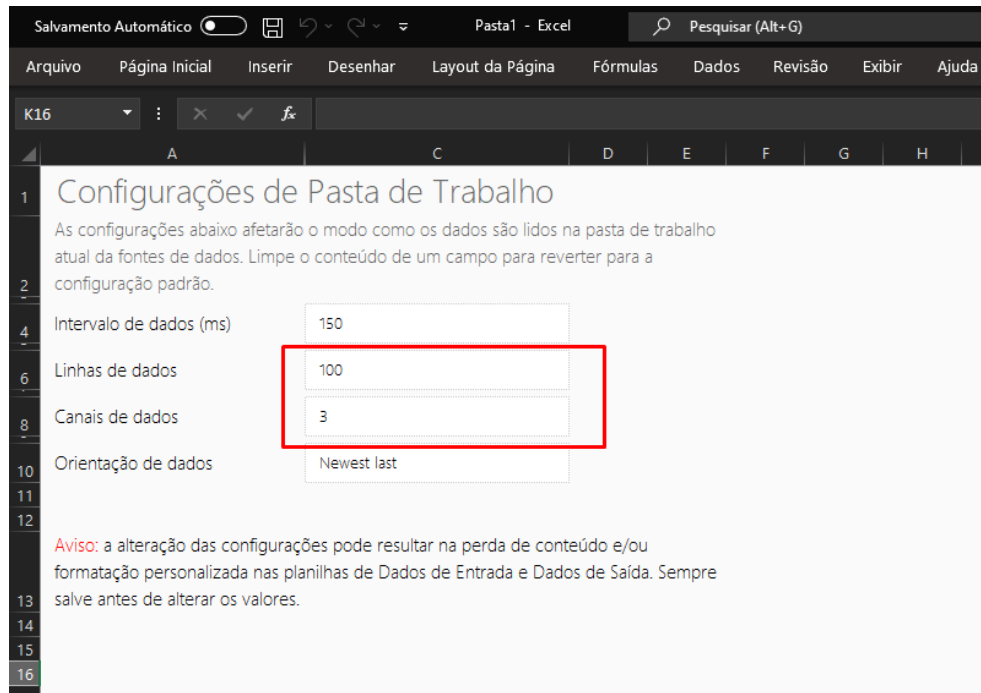 Salvamento Automático Pasta1 - Excel Pesquisar (Alt+G)
Arquivo Página Inicial Inserir Desenhar Layout da Página Fórmulas Dados Revisão Exibir Ajuda
K16 fx
A C D E F G H
1 Configurações de Pasta de Trabalho
As configurações abaixo afetarão o modo como os dados são lidos na pasta de trabalho
atual da fontes de dados. Limpe o conteúdo de um campo para reverter para a
2 configuração padrão.
4 Intervalo de dados (ms) 150
6 Linhas de dados 100
8 Canais de dados 3
10 Orientação de dados Newest last
11
12
Aviso: a alteração das configurações pode resultar na perda de conteúdo e/ou
formatação personalizada nas planilhas de Dados de Entrada e Dados de Saída. Sempre
13 salve antes de alterar os valores.
14
15
16